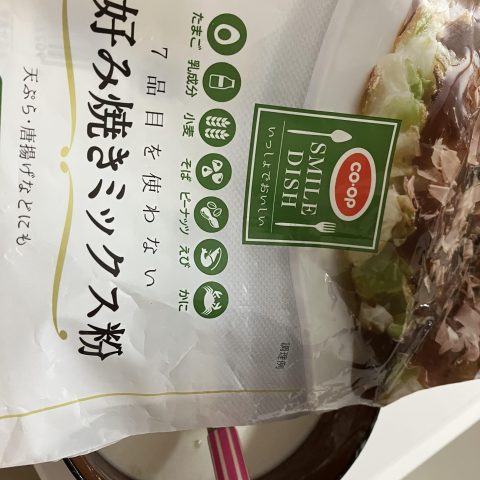 CO·OP
SMILE
DISH
いっしょでおいしい
たまご 乳成分 小麦 そば ピーナッツ えび かに
7品目を使わない
好み焼きミックス粉
天ぷら・唐揚げなどにも
調理例